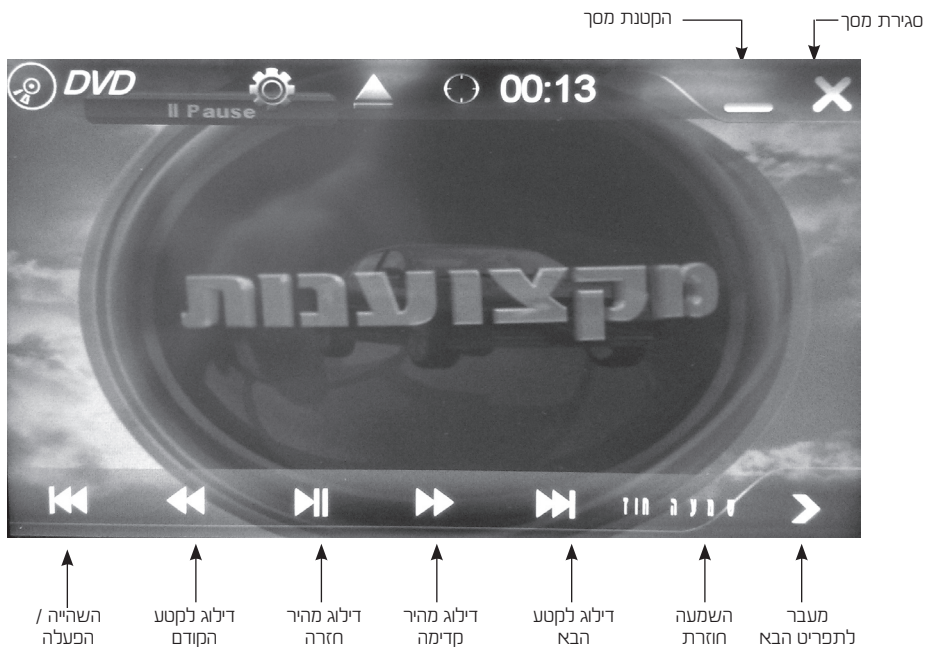 סגירת מסך
הקטנת מסך
DVD
00:13
II Pause
מקצוענות
השהייה /
הפעלה
דילוג לקטע
הקודם
דילוג מהיר
חזרה
דילוג מהיר
קדימה
דילוג לקטע
הבא
השמעה
חוזרת
מעבר
לתפריט הבא